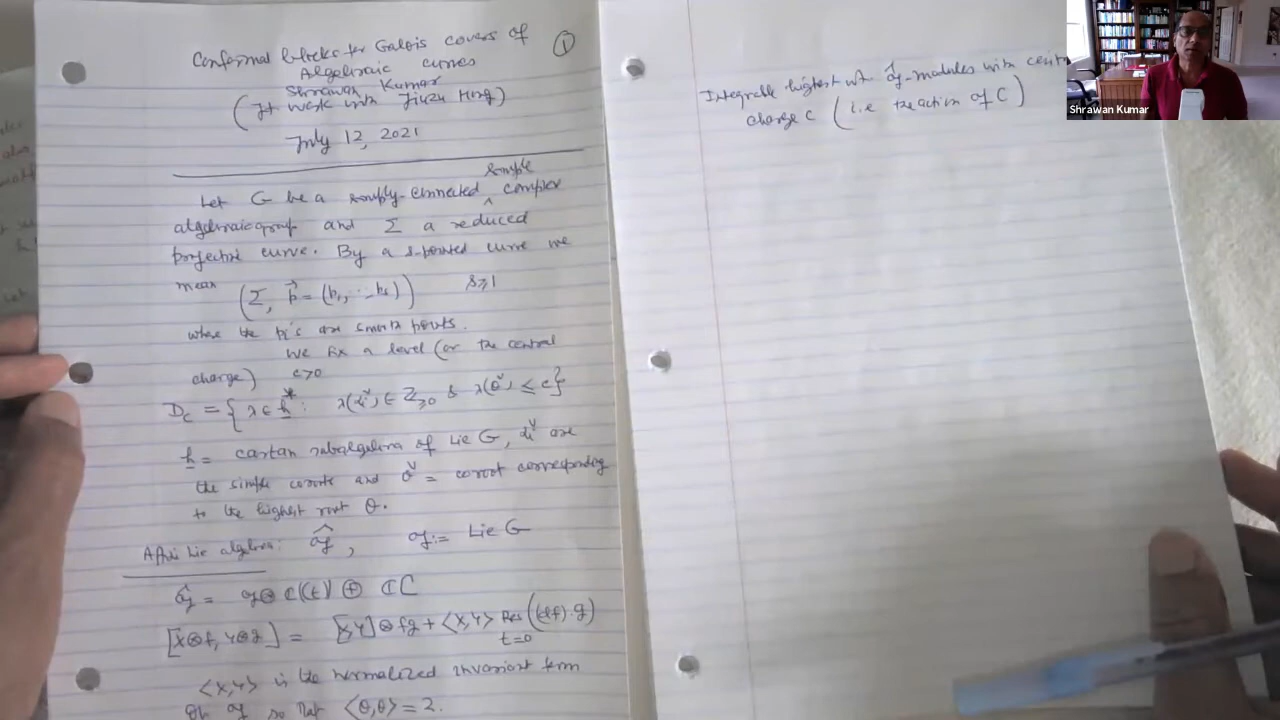 Conformal blocks for Galois covers of
Algebraic curves
Shrawan Kumar
(Jt work with Jiuzu Hong)
July 12, 2021
①
Let G be a simply-connected simple complex
algebraic group and Σ a reduced
projective curve. By a s-pointed curve we
mean (Σ, p⃗ = (p₁, ..., pₛ)) s≥1
where the pᵢ's are smooth points.
We fix a level (or the central
charge) c>0
D_c = { λ ∈ h^* : λ(αᵢ^∨) ∈ Z_{≥0} & λ(θ^∨) ≤ c }
h = cartan subalgebra of Lie G, αᵢ^∨ are
the simple coroots and θ^∨ = coroot corresponding
to the highest root θ.
Affine Lie algebra: ĝ, g := Lie G
ĝ = g ⊗ C((t)) ⊕ C C
[x⊗f, y⊗g] = [x,y] ⊗ fg + <x,y> Res_{t=0} ((df).g)
<x,y> is the normalized invariant form
on g so that <θ,θ> = 2.
Integrable highest wt ĝ-modules with
charge c (i.e. the action of C)
Shrawan Kumar